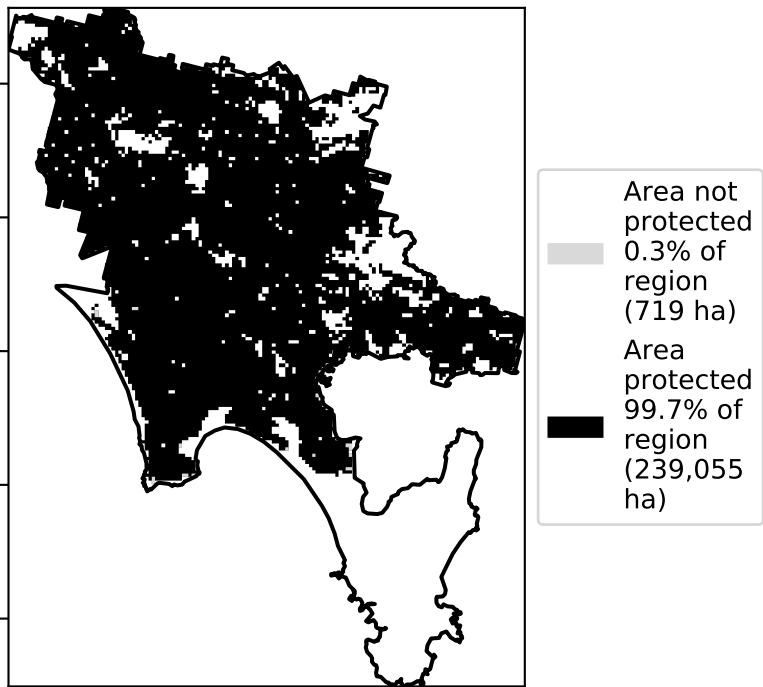 Area not
protected
0.3% of
region
(719 ha)
Area
protected
99.7% of
region
(239,055
ha)